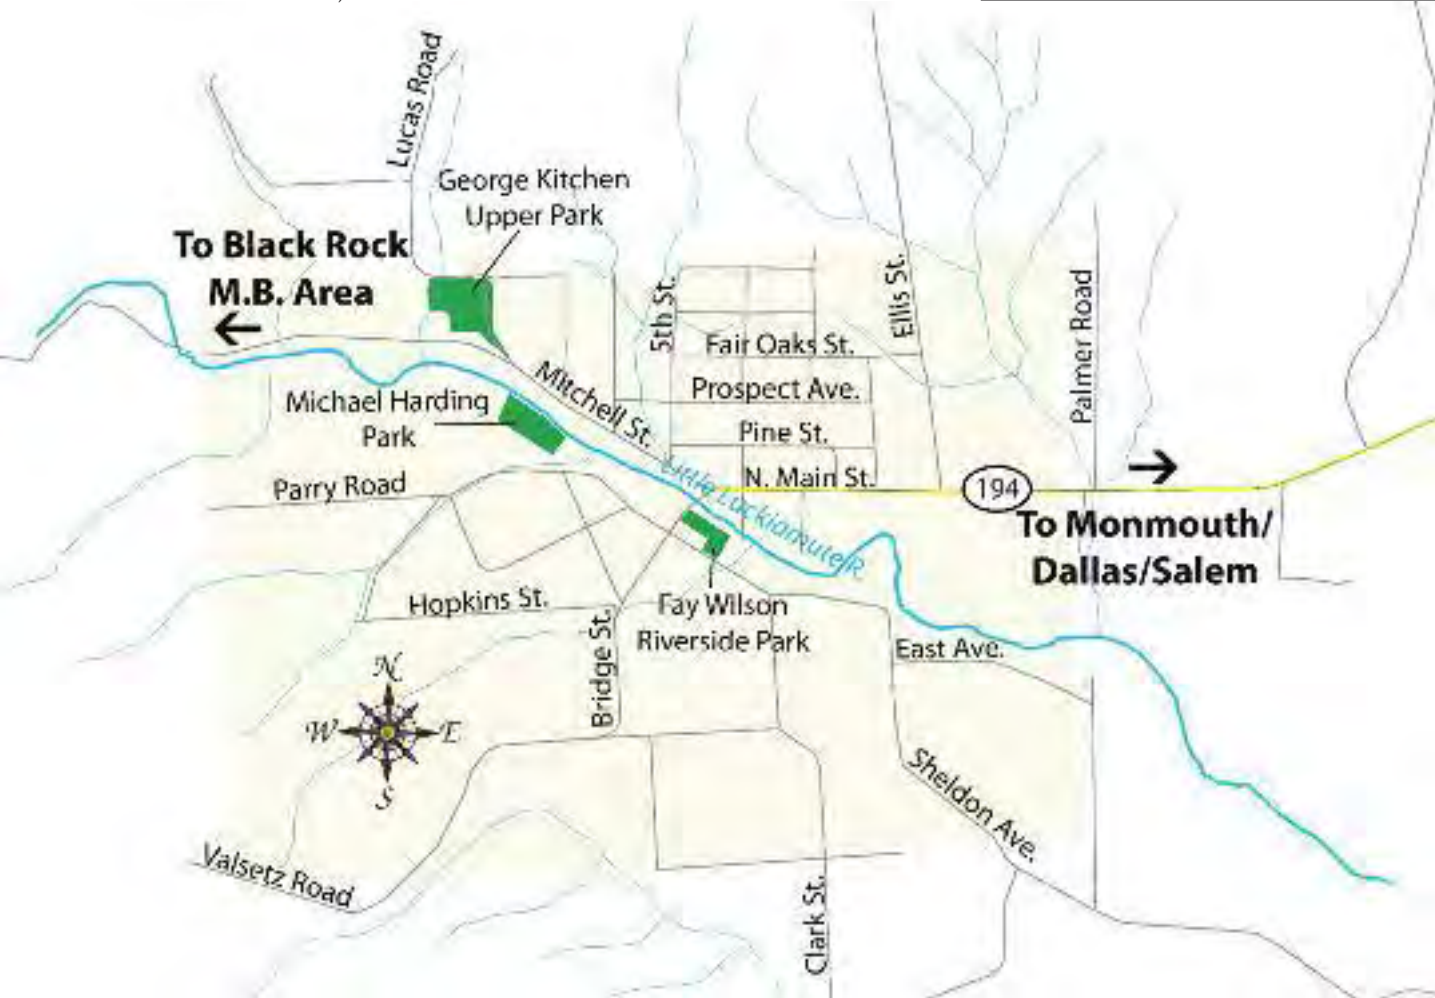 Lucas Road
George Kitchen
Upper Park
To Black Rock
M.B. Area
5th St.
Ellis St.
Palmer Road
Fair Oaks St.
Prospect Ave.
Pine St.
N. Main St.
Mitchell St.
Michael Harding
Park
Parry Road
Little Luckiamute R.
194
To Monmouth/
Dallas/Salem
Hopkins St.
Fay Wilson
Riverside Park
Bridge St.
East Ave.
N
W
E
S
Sheldon Ave.
Valsetz Road
Clark St.